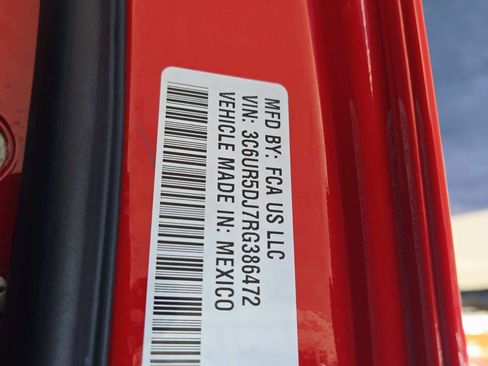 MFD BY: FCA US LLC
VIN: 3C6UR5DJ7RG386472
VEHICLE MADE IN: MEXICO